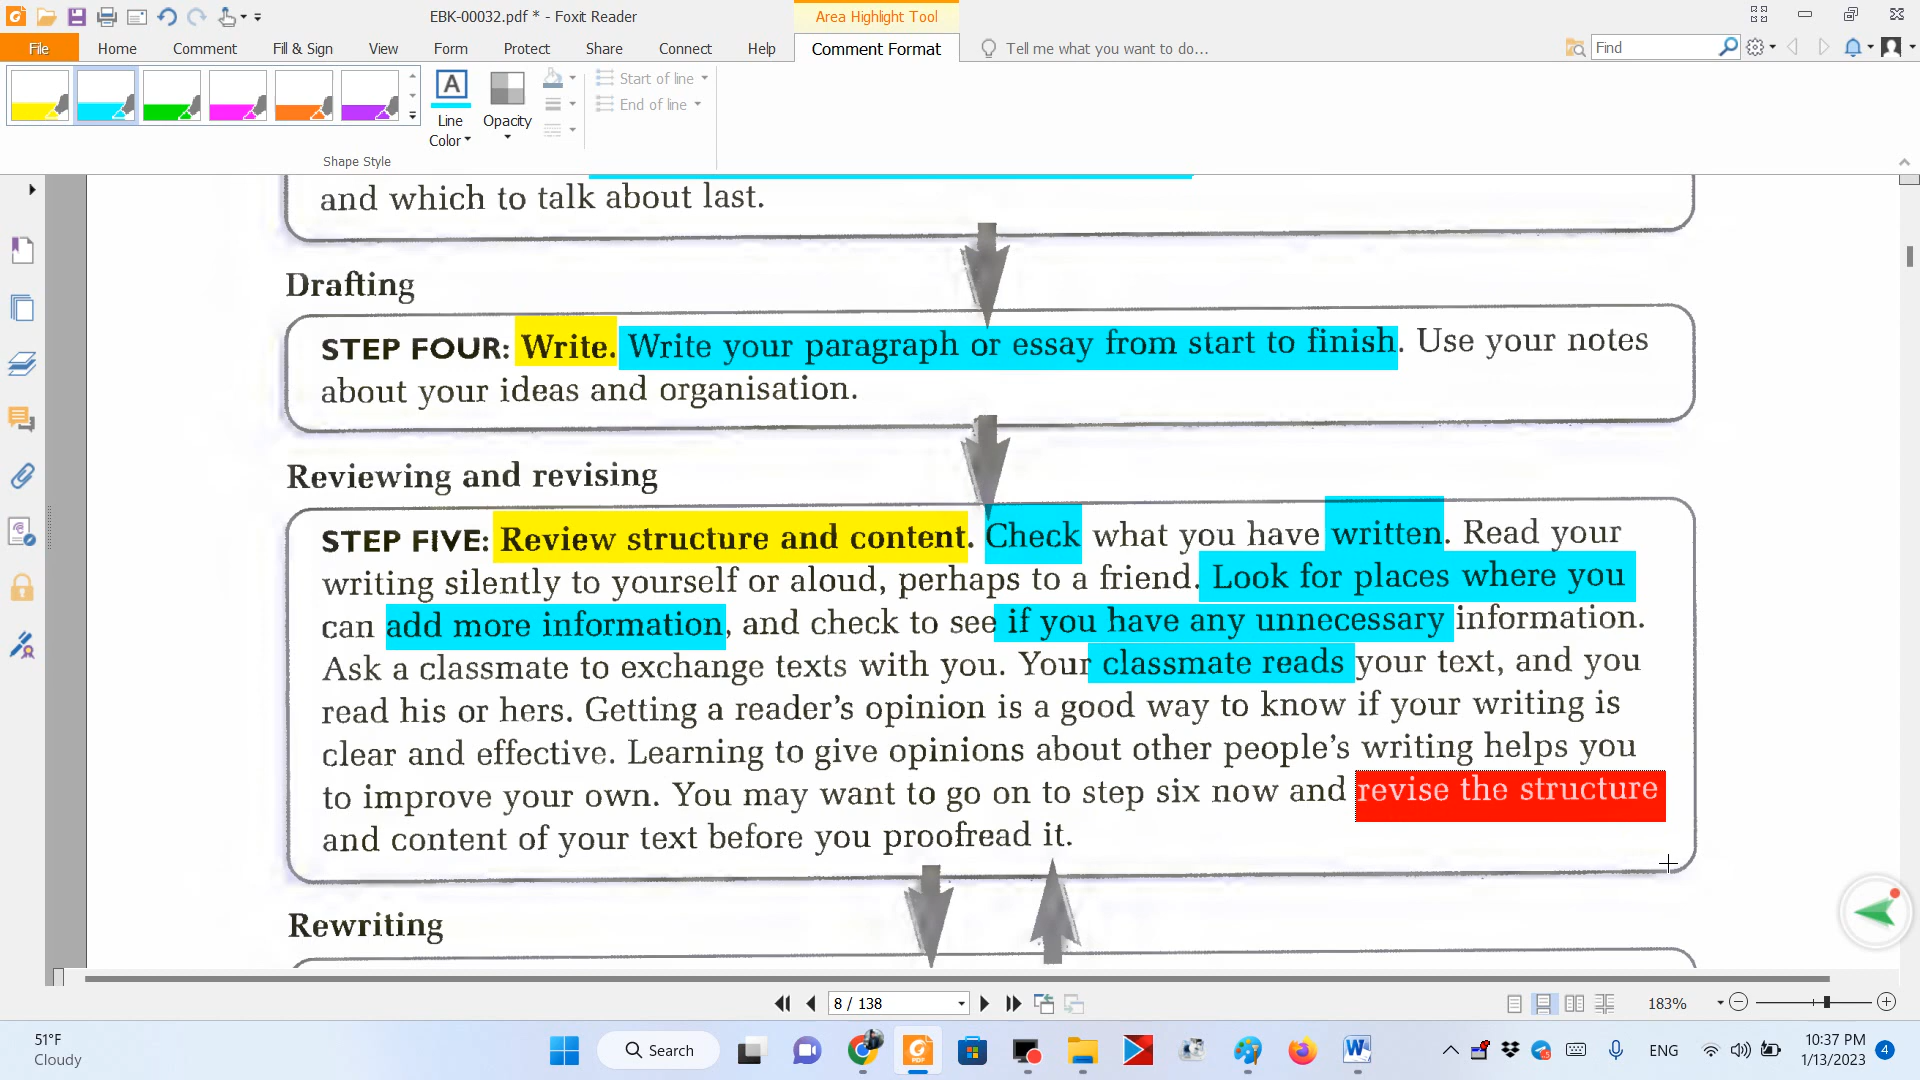 EBK-00032.pdf * - Foxit Reader
Area Highlight Tool
File Home Comment Fill & Sign View Form Protect Share Connect Help Comment Format Tell me what you want to do... Find
Start of line
End of line
Line Color
Opacity
Shape Style
and which to talk about last.
Drafting
STEP FOUR: Write. Write your paragraph or essay from start to finish. Use your notes
about your ideas and organisation.
Reviewing and revising
STEP FIVE: Review structure and content. Check what you have written. Read your
writing silently to yourself or aloud, perhaps to a friend. Look for places where you
can add more information, and check to see if you have any unnecessary information.
Ask a classmate to exchange texts with you. Your classmate reads your text, and you
read his or hers. Getting a reader's opinion is a good way to know if your writing is
clear and effective. Learning to give opinions about other people's writing helps you
to improve your own. You may want to go on to step six now and revise the structure
and content of your text before you proofread it.
Rewriting
8 / 138
183%
51°F
Cloudy
Search
ENG
10:37 PM
1/13/2023
4